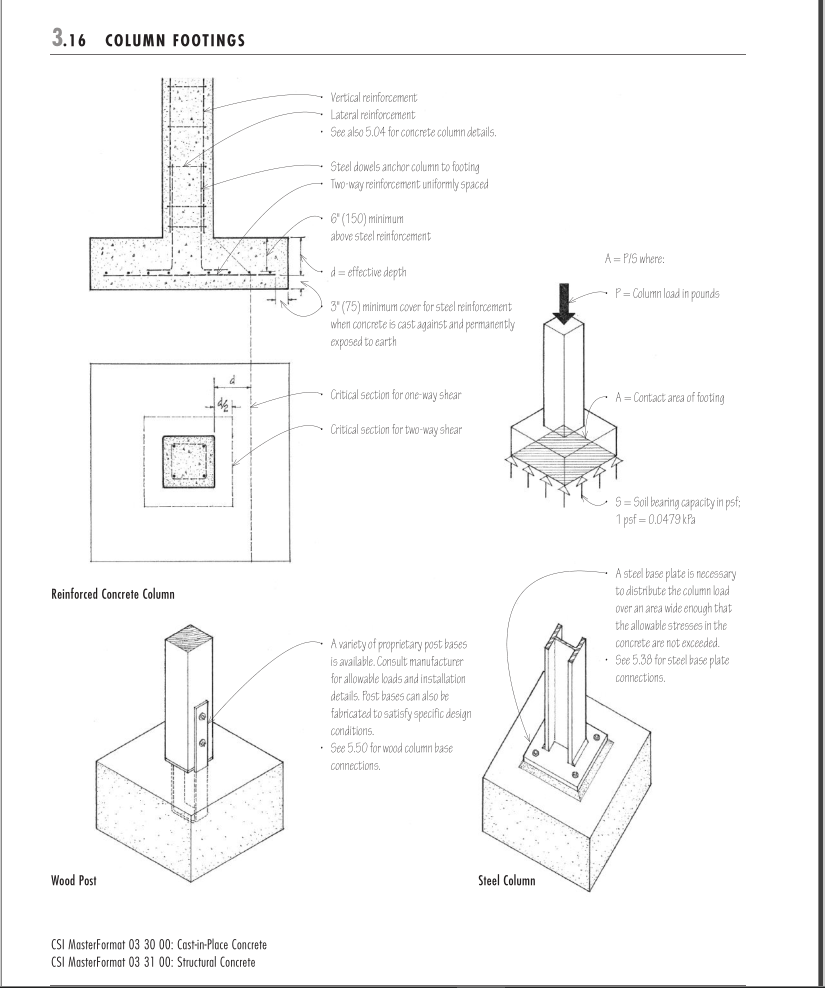 3.16 COLUMN FOOTINGS
Vertical reinforcement
Lateral reinforcement
• See also 5.04 for concrete column details.
Steel dowels anchor column to footing
Two-way reinforcement uniformly spaced
6" (150) minimum
above steel reinforcement
d = effective depth
3" (75) minimum cover for steel reinforcement
when concrete is cast against and permanently
exposed to earth
d
d/2
Critical section for one-way shear
Critical section for two-way shear
Reinforced Concrete Column
A = P/S where:
P = Column load in pounds
A = Contact area of footing
S = Soil bearing capacity in psf;
1 psf = 0.0479 kPa
A variety of proprietary post bases
is available. Consult manufacturer
for allowable loads and installation
details. Post bases can also be
fabricated to satisfy specific design
conditions.
• See 5.50 for wood column base
connections.
Wood Post
A steel base plate is necessary
to distribute the column load
over an area wide enough that
the allowable stresses in the
concrete are not exceeded.
• See 5.38 for steel base plate
connections.
Steel Column
CSI MasterFormat 03 30 00: Cast-in-Place Concrete
CSI MasterFormat 03 31 00: Structural Concrete